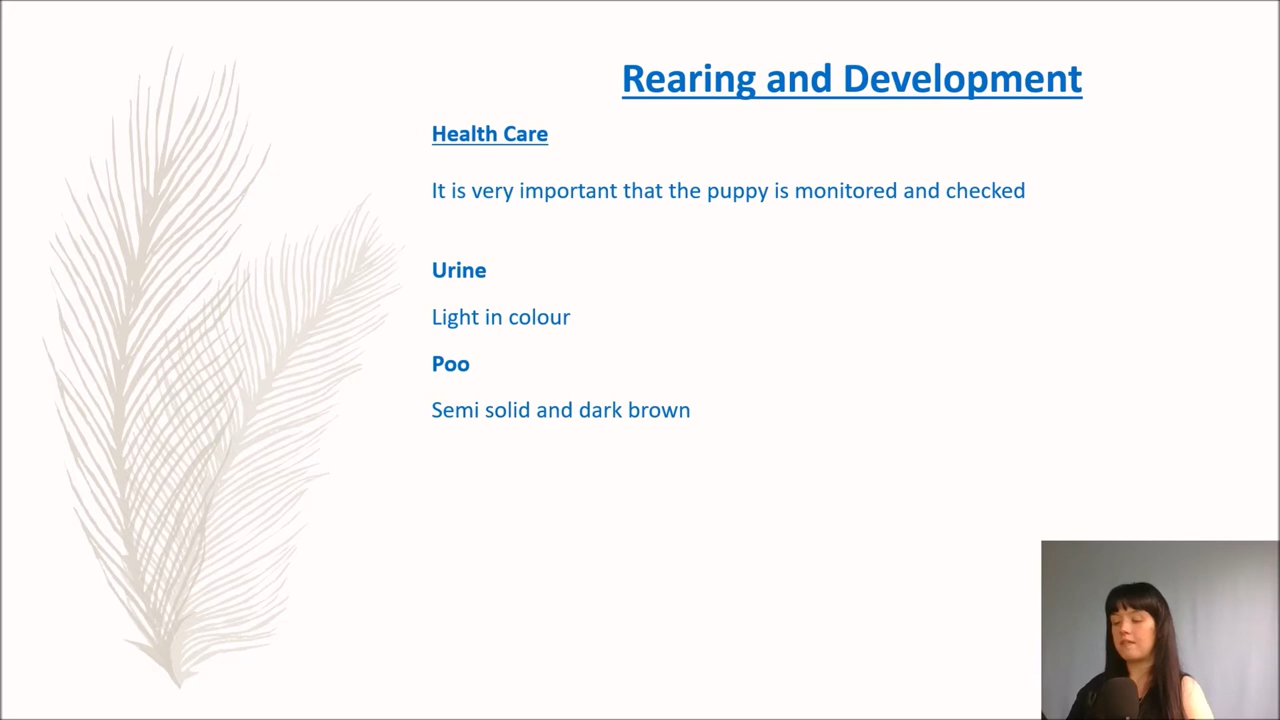 Rearing and Development
Health Care
It is very important that the puppy is monitored and checked
Urine
Light in colour
Poo
Semi solid and dark brown